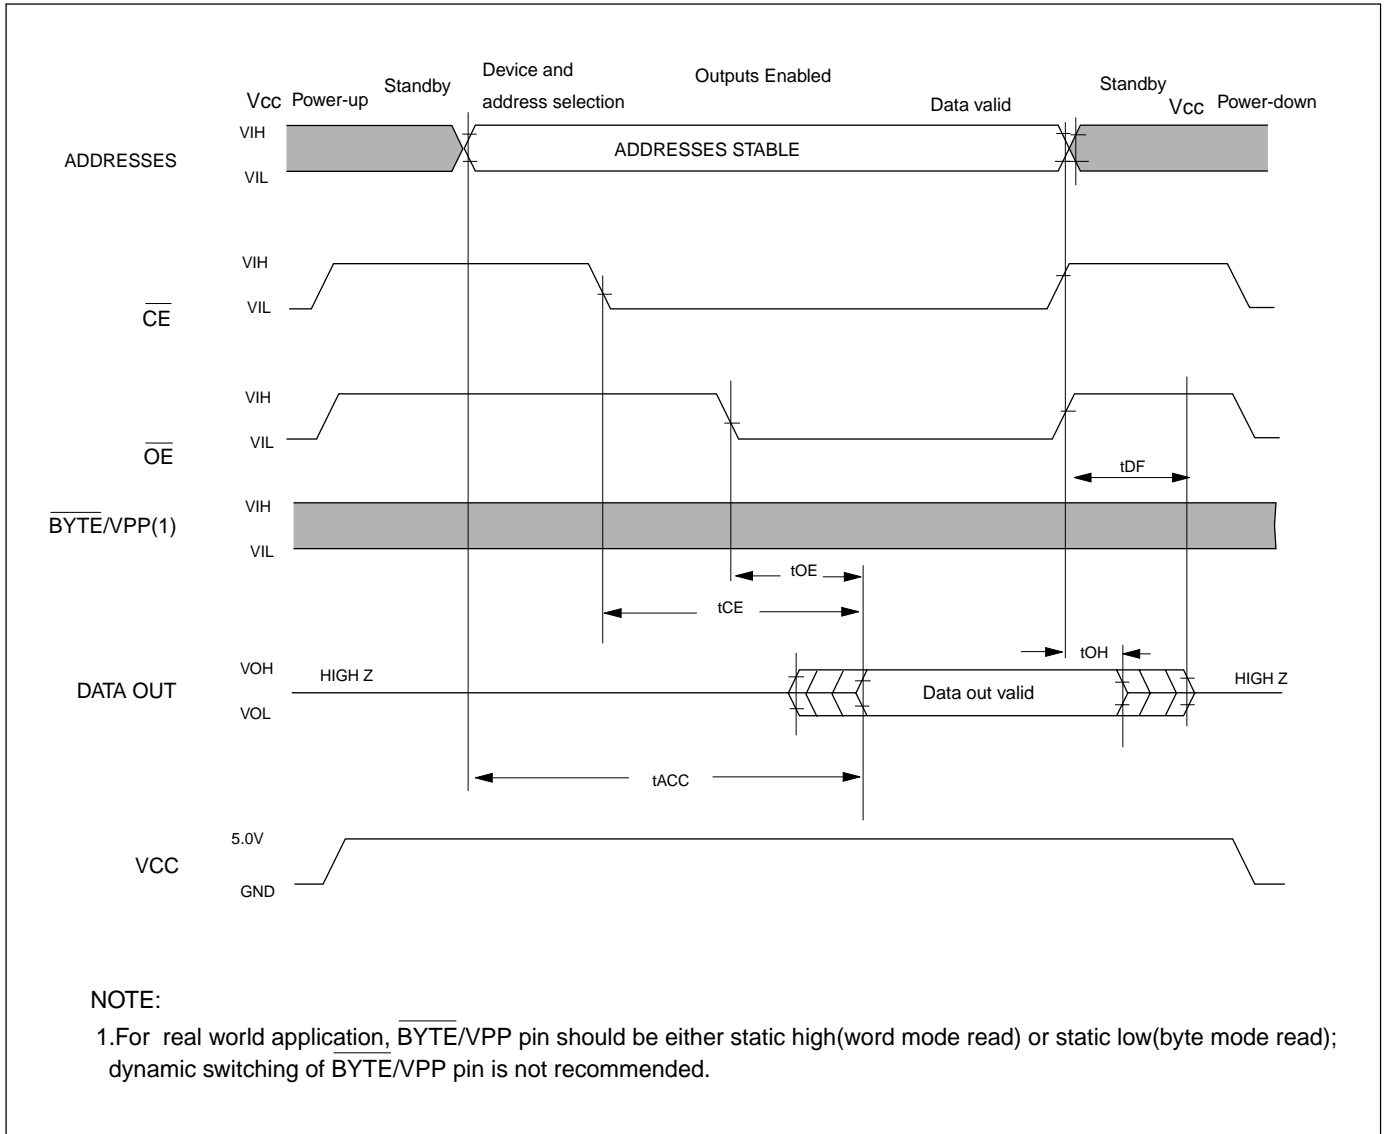 Device and
address selection
Outputs Enabled
Standby
Standby
Vcc Power-up
Data valid
Vcc Power-down
VIH
ADDRESSES
ADDRESSES STABLE
VIL
VIH
VIL
CE
VIH
VIL
OE
tDF
VIH
BYTE/VPP(1)
VIL
tOE
tCE
tOH
VOH
HIGH Z
DATA OUT
Data out valid
HIGH Z
VOL
tACC
5.0V
VCC
GND
NOTE:
1.For real world application, BYTE/VPP pin should be either static high(word mode read) or static low(byte mode read);
dynamic switching of BYTE/VPP pin is not recommended.